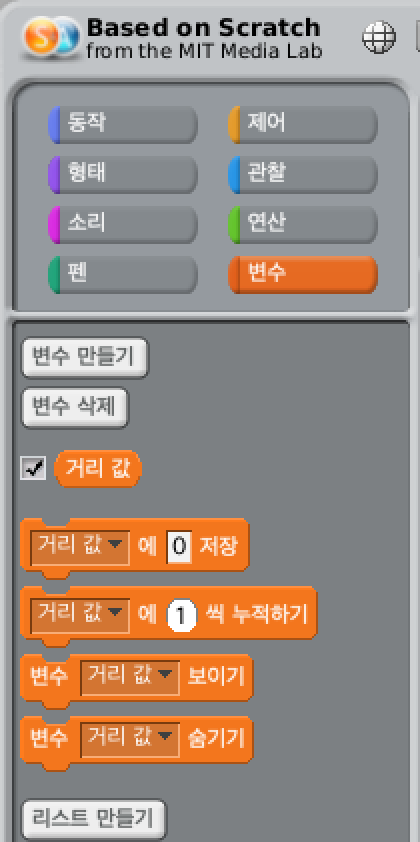 SA Based on Scratch
from the MIT Media Lab
동작 제어
형태 관찰
소리 연산
펜 변수
변수 만들기
변수 삭제
거리 값
거리 값 에 0 저장
거리 값 에 1 씩 누적하기
변수 거리 값 보이기
변수 거리 값 숨기기
리스트 만들기